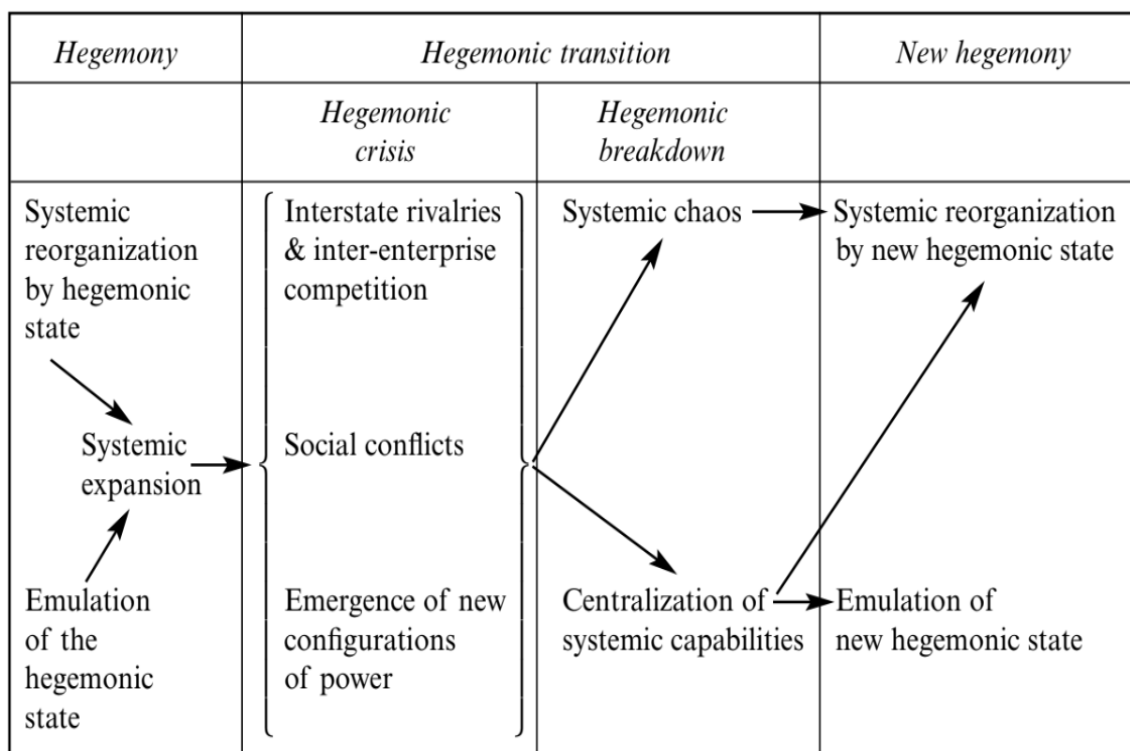 Hegemony
Hegemonic transition
New hegemony
Hegemonic
crisis
Hegemonic
breakdown
Systemic
reorganization
by hegemonic
state
Systemic
expansion
Emulation
of the
hegemonic
state
Interstate rivalries
& inter-enterprise
competition
Social conflicts
Emergence of new
configurations
of power
Systemic chaos
Centralization of
systemic capabilities
Systemic reorganization
by new hegemonic state
Emulation of
new hegemonic state